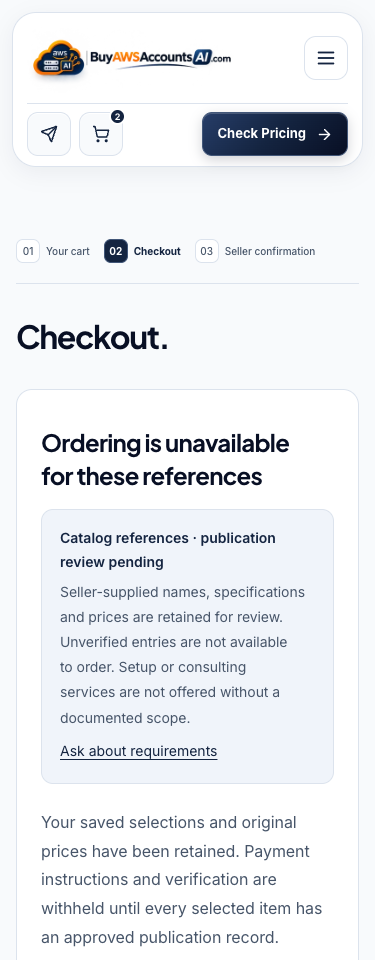 aws
AI
BuyAWSAccountsAI.com
2
Check Pricing
01 Your cart 02 Checkout 03 Seller confirmation
Checkout.
Ordering is unavailable
for these references
Catalog references · publication
review pending
Seller-supplied names, specifications
and prices are retained for review.
Unverified entries are not available
to order. Setup or consulting
services are not offered without a
documented scope.
Ask about requirements
Your saved selections and original
prices have been retained. Payment
instructions and verification are
withheld until every selected item has
an approved publication record.